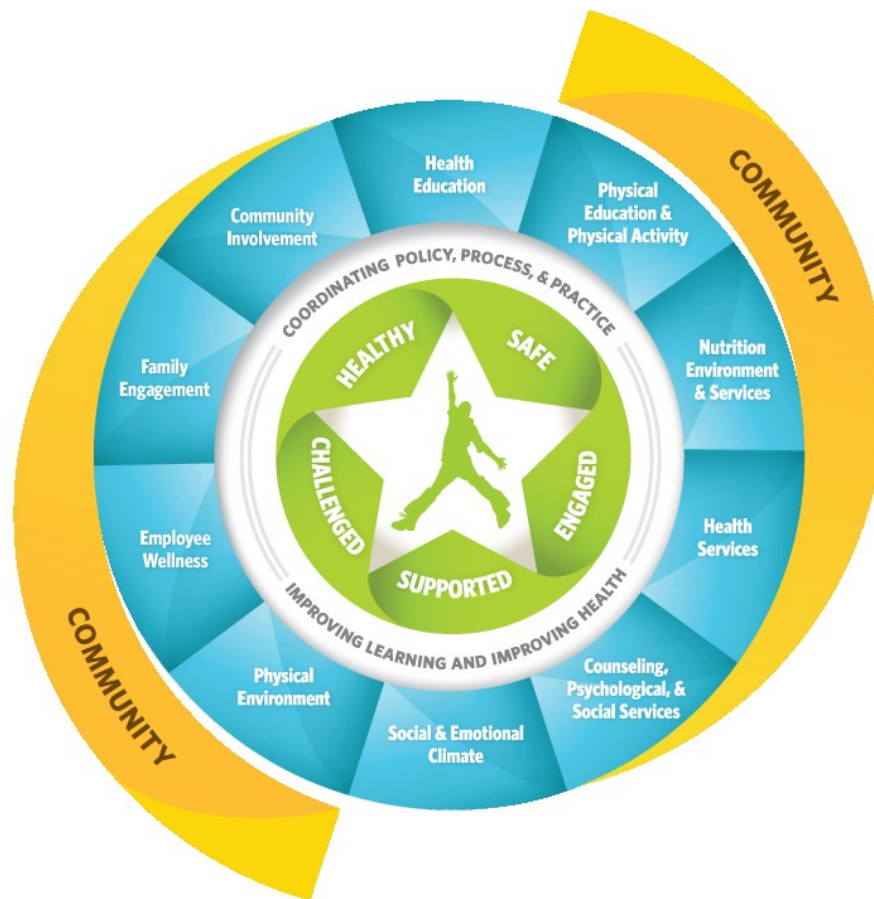 COMMUNITY
Health
Education
Physical
Education &
Physical Activity
Nutrition
Environment
& Services
Health
Services
Counseling,
Psychological, &
Social Services
Social & Emotional
Climate
Physical
Environment
Employee
Wellness
Family
Engagement
Community
Involvement
COORDINATING POLICY, PROCESS, & PRACTICE
IMPROVING LEARNING AND IMPROVING HEALTH
HEALTHY
SAFE
ENGAGED
SUPPORTED
CHALLENGED
COMMUNITY